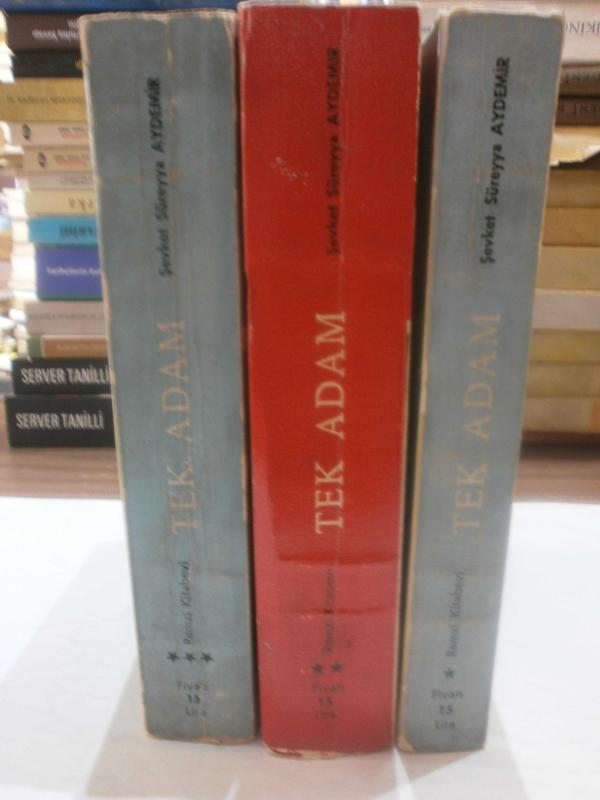 Şevket Süreyya AYDEMİR
TEK ADAM
Remzi Kitabevi
★★★
Fiyatı
15
Lira
Şevket Süreyya AYDEMİR
TEK ADAM
Remzi Kitabevi
★★
Fiyatı
15
Lira
Şevket Süreyya AYDEMİR
TEK ADAM
Remzi Kitabevi
★
Fiyatı
15
Lira
SERVER TANİLLİ
SERVER TANİLLİ